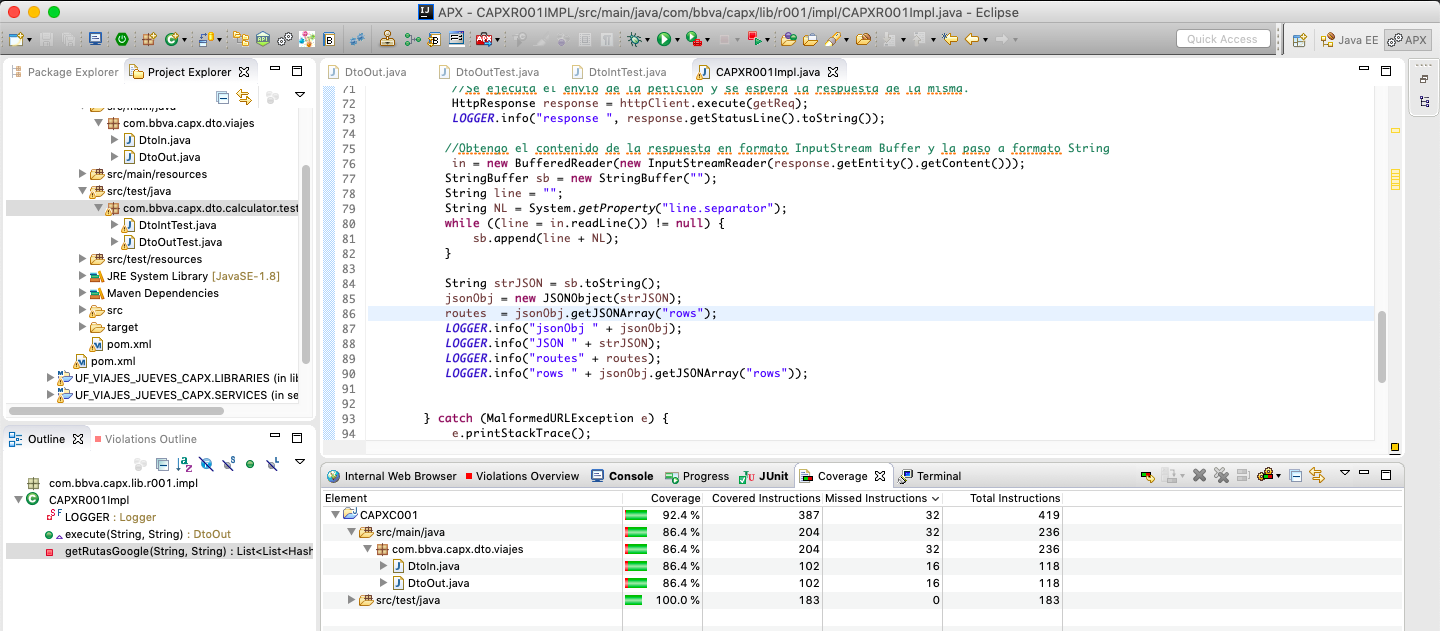 APX - CAPXR001IMPL/src/main/java/com/bbva/capx/lib/r001/impl/CAPXR001Impl.java - Eclipse
Quick Access
Java EE
APX
Package Explorer
Project Explorer
src/main/java
com.bbva.capx.dto.viajes
DtoIn.java
DtoOut.java
src/main/resources
src/test/java
com.bbva.capx.dto.calculator.test
DtoIntTest.java
DtoOutTest.java
src/test/resources
JRE System Library [JavaSE-1.8]
Maven Dependencies
src
target
pom.xml
pom.xml
UF_VIAJES_JUEVES_CAPX.LIBRARIES (in lib
UF_VIAJES_JUEVES_CAPX.SERVICES (in se
Outline
Violations Outline
com.bbva.capx.lib.r001.impl
CAPXR001Impl
LOGGER : Logger
execute(String, String) : DtoOut
getRutasGoogle(String, String) : List<List<Hash
DtoOut.java
DtoOutTest.java
DtoIntTest.java
CAPXR001Impl.java
71 //Se ejecuta el envio de la peticion y se espera la respuesta de la misma.
72 HttpResponse response = httpClient.execute(getReq);
73 LOGGER.info("response ", response.getStatusLine().toString());
74
75 //Obtengo el contenido de la respuesta en formato InputStream Buffer y la paso a formato String
76 in = new BufferedReader(new InputStreamReader(response.getEntity().getContent()));
77 StringBuffer sb = new StringBuffer("");
78 String line = "";
79 String NL = System.getProperty("line.separator");
80 while ((line = in.readLine()) != null) {
81 sb.append(line + NL);
82 }
83
84 String strJSON = sb.toString();
85 jsonObj = new JSONObject(strJSON);
86 routes  = jsonObj.getJSONArray("rows");
87 LOGGER.info("jsonObj " + jsonObj);
88 LOGGER.info("JSON " + strJSON);
89 LOGGER.info("routes" + routes);
90 LOGGER.info("rows " + jsonObj.getJSONArray("rows"));
91
92
93 } catch (MalformedURLException e) {
94 e.printStackTrace();
Internal Web Browser
Violations Overview
Console
Progress
JUnit
Coverage
Terminal
Element Coverage Covered Instructions Missed Instructions Total Instructions
CAPXC001 92.4 % 387 32 419
src/main/java 86.4 % 204 32 236
com.bbva.capx.dto.viajes 86.4 % 204 32 236
DtoIn.java 86.4 % 102 16 118
DtoOut.java 86.4 % 102 16 118
src/test/java 100.0 % 183 0 183